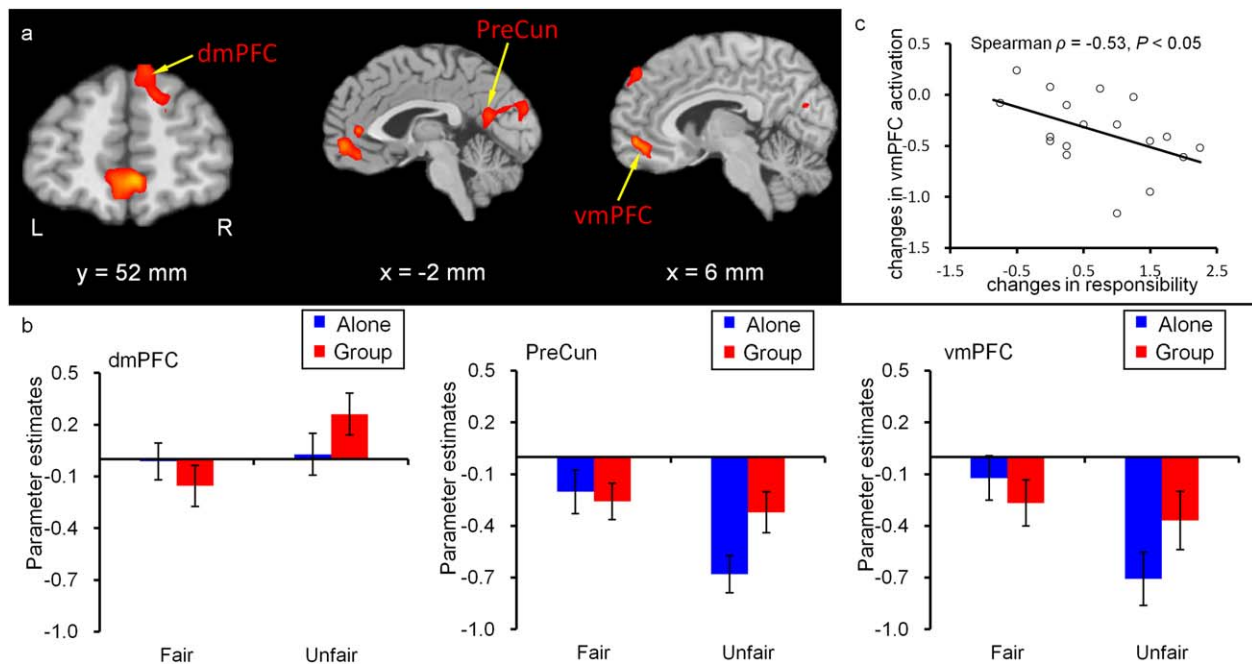 a
dmPFC
PreCun
vmPFC
L
R
y = 52 mm
x = -2 mm
x = 6 mm
c
Spearman ρ = -0.53, P < 0.05
changes in vmPFC activation
0.5
0.0
-0.5
-1.0
-1.5
-1.5 -0.5 0.5 1.5 2.5
changes in responsibility
b
dmPFC
Alone
Group
Parameter estimates
0.5
0.2
-0.1
-0.4
-0.7
-1.0
Fair Unfair
PreCun
Alone
Group
Parameter estimates
0.5
0.2
-0.1
-0.4
-0.7
-1.0
Fair Unfair
vmPFC
Alone
Group
Parameter estimates
0.5
0.2
-0.1
-0.4
-0.7
-1.0
Fair Unfair